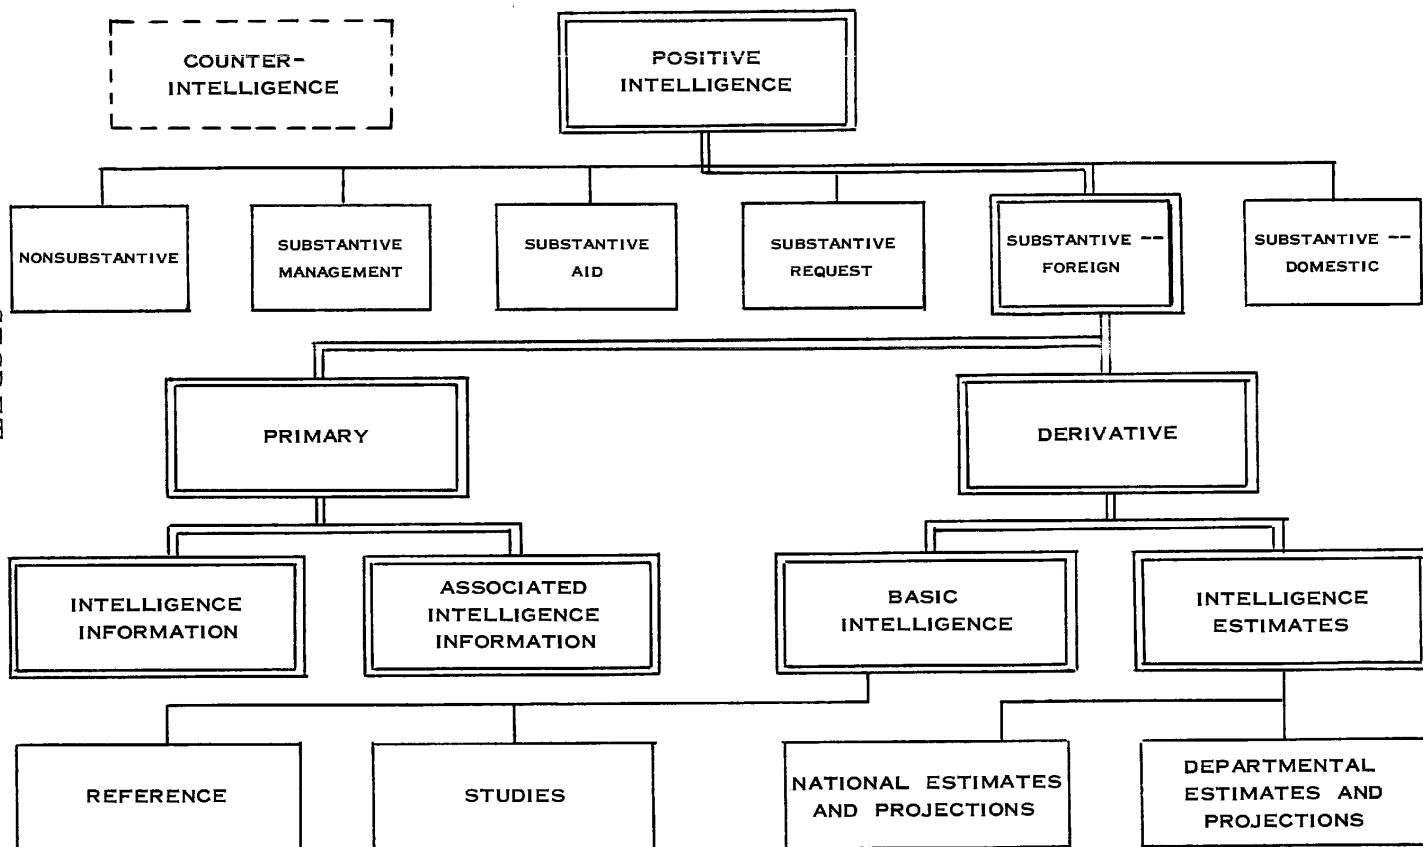 COUNTER-
INTELLIGENCE
POSITIVE
INTELLIGENCE
NONSUBSTANTIVE
SUBSTANTIVE
MANAGEMENT
SUBSTANTIVE
AID
SUBSTANTIVE
REQUEST
SUBSTANTIVE --
FOREIGN
SUBSTANTIVE --
DOMESTIC
PRIMARY
DERIVATIVE
INTELLIGENCE
INFORMATION
ASSOCIATED
INTELLIGENCE
INFORMATION
BASIC
INTELLIGENCE
INTELLIGENCE
ESTIMATES
REFERENCE
STUDIES
NATIONAL ESTIMATES
AND PROJECTIONS
DEPARTMENTAL
ESTIMATES AND
PROJECTIONS